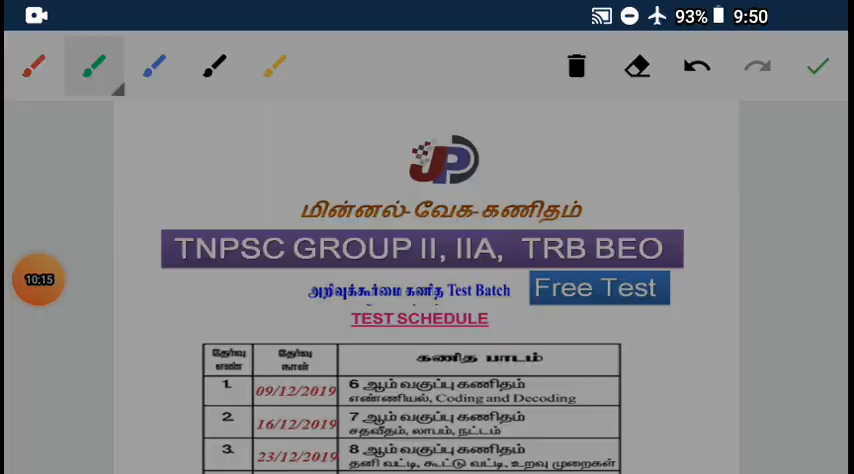 93% 9:50
JP
மின்னல்-வேக-கணிதம்
TNPSC GROUP II, IIA, TRB BEO
அறிவுக்கூர்மை கணித Test Batch Free Test
TEST SCHEDULE
10:15
தேர்வு எண் தேர்வு நாள் கணித பாடம்
1. 09/12/2019 6 ஆம் வகுப்பு கணிதம்
எண்ணியல், Coding and Decoding
2. 16/12/2019 7 ஆம் வகுப்பு கணிதம்
சதவீதம், லாபம், நட்டம்
3. 23/12/2019 8 ஆம் வகுப்பு கணிதம்
தனி வட்டி, கூட்டு வட்டி, உறவு முறைகள்